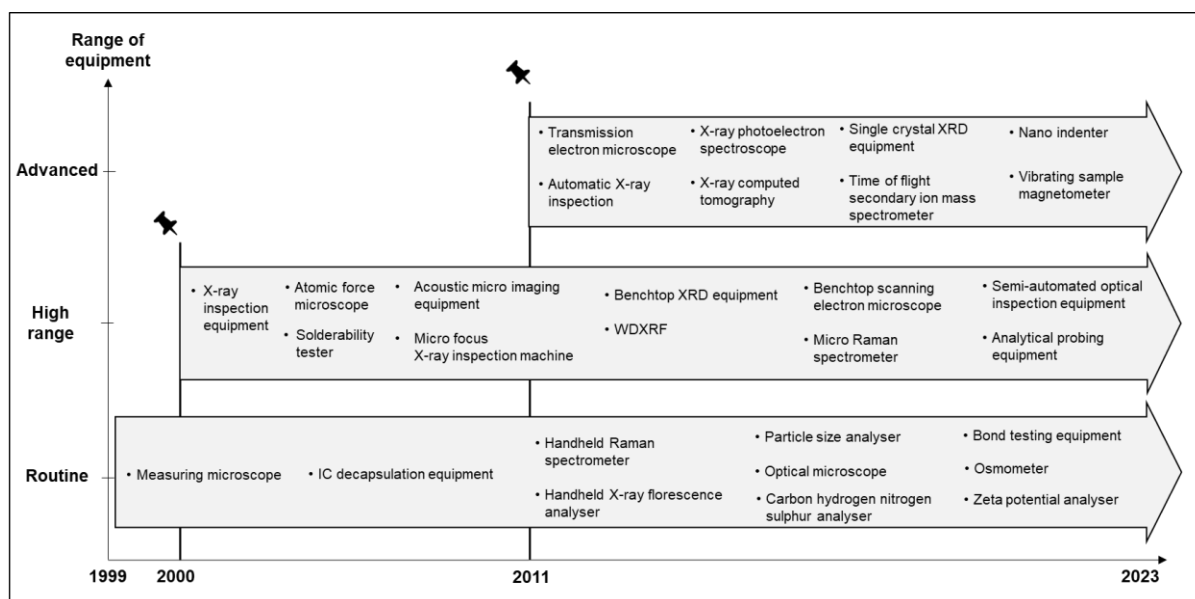 Range of
equipment
Advanced
• Transmission
electron microscope
• Automatic X-ray
inspection
• X-ray photoelectron
spectroscope
• X-ray computed
tomography
• Single crystal XRD
equipment
• Time of flight
secondary ion mass
spectrometer
• Nano indenter
• Vibrating sample
magnetometer
High
range
• X-ray
inspection
equipment
• Atomic force
microscope
• Solderability
tester
• Acoustic micro imaging
equipment
• Micro focus
X-ray inspection machine
• Benchtop XRD equipment
• WDXRF
• Benchtop scanning
electron microscope
• Micro Raman
spectrometer
• Semi-automated optical
inspection equipment
• Analytical probing
equipment
Routine
• Measuring microscope
• IC decapsulation equipment
• Handheld Raman
spectrometer
• Handheld X-ray florescence
analyser
• Particle size analyser
• Optical microscope
• Carbon hydrogen nitrogen
sulphur analyser
• Bond testing equipment
• Osmometer
• Zeta potential analyser
1999
2000
2011
2023